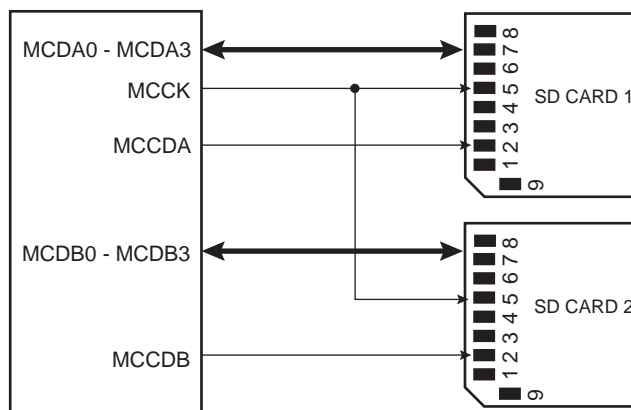 MCDA0 - MCDA3
MCCK
MCCDA
MCDB0 - MCDB3
MCCDB
8
7
6
5
4
3
2
1
9
SD CARD 1
8
7
6
5
4
3
2
1
9
SD CARD 2